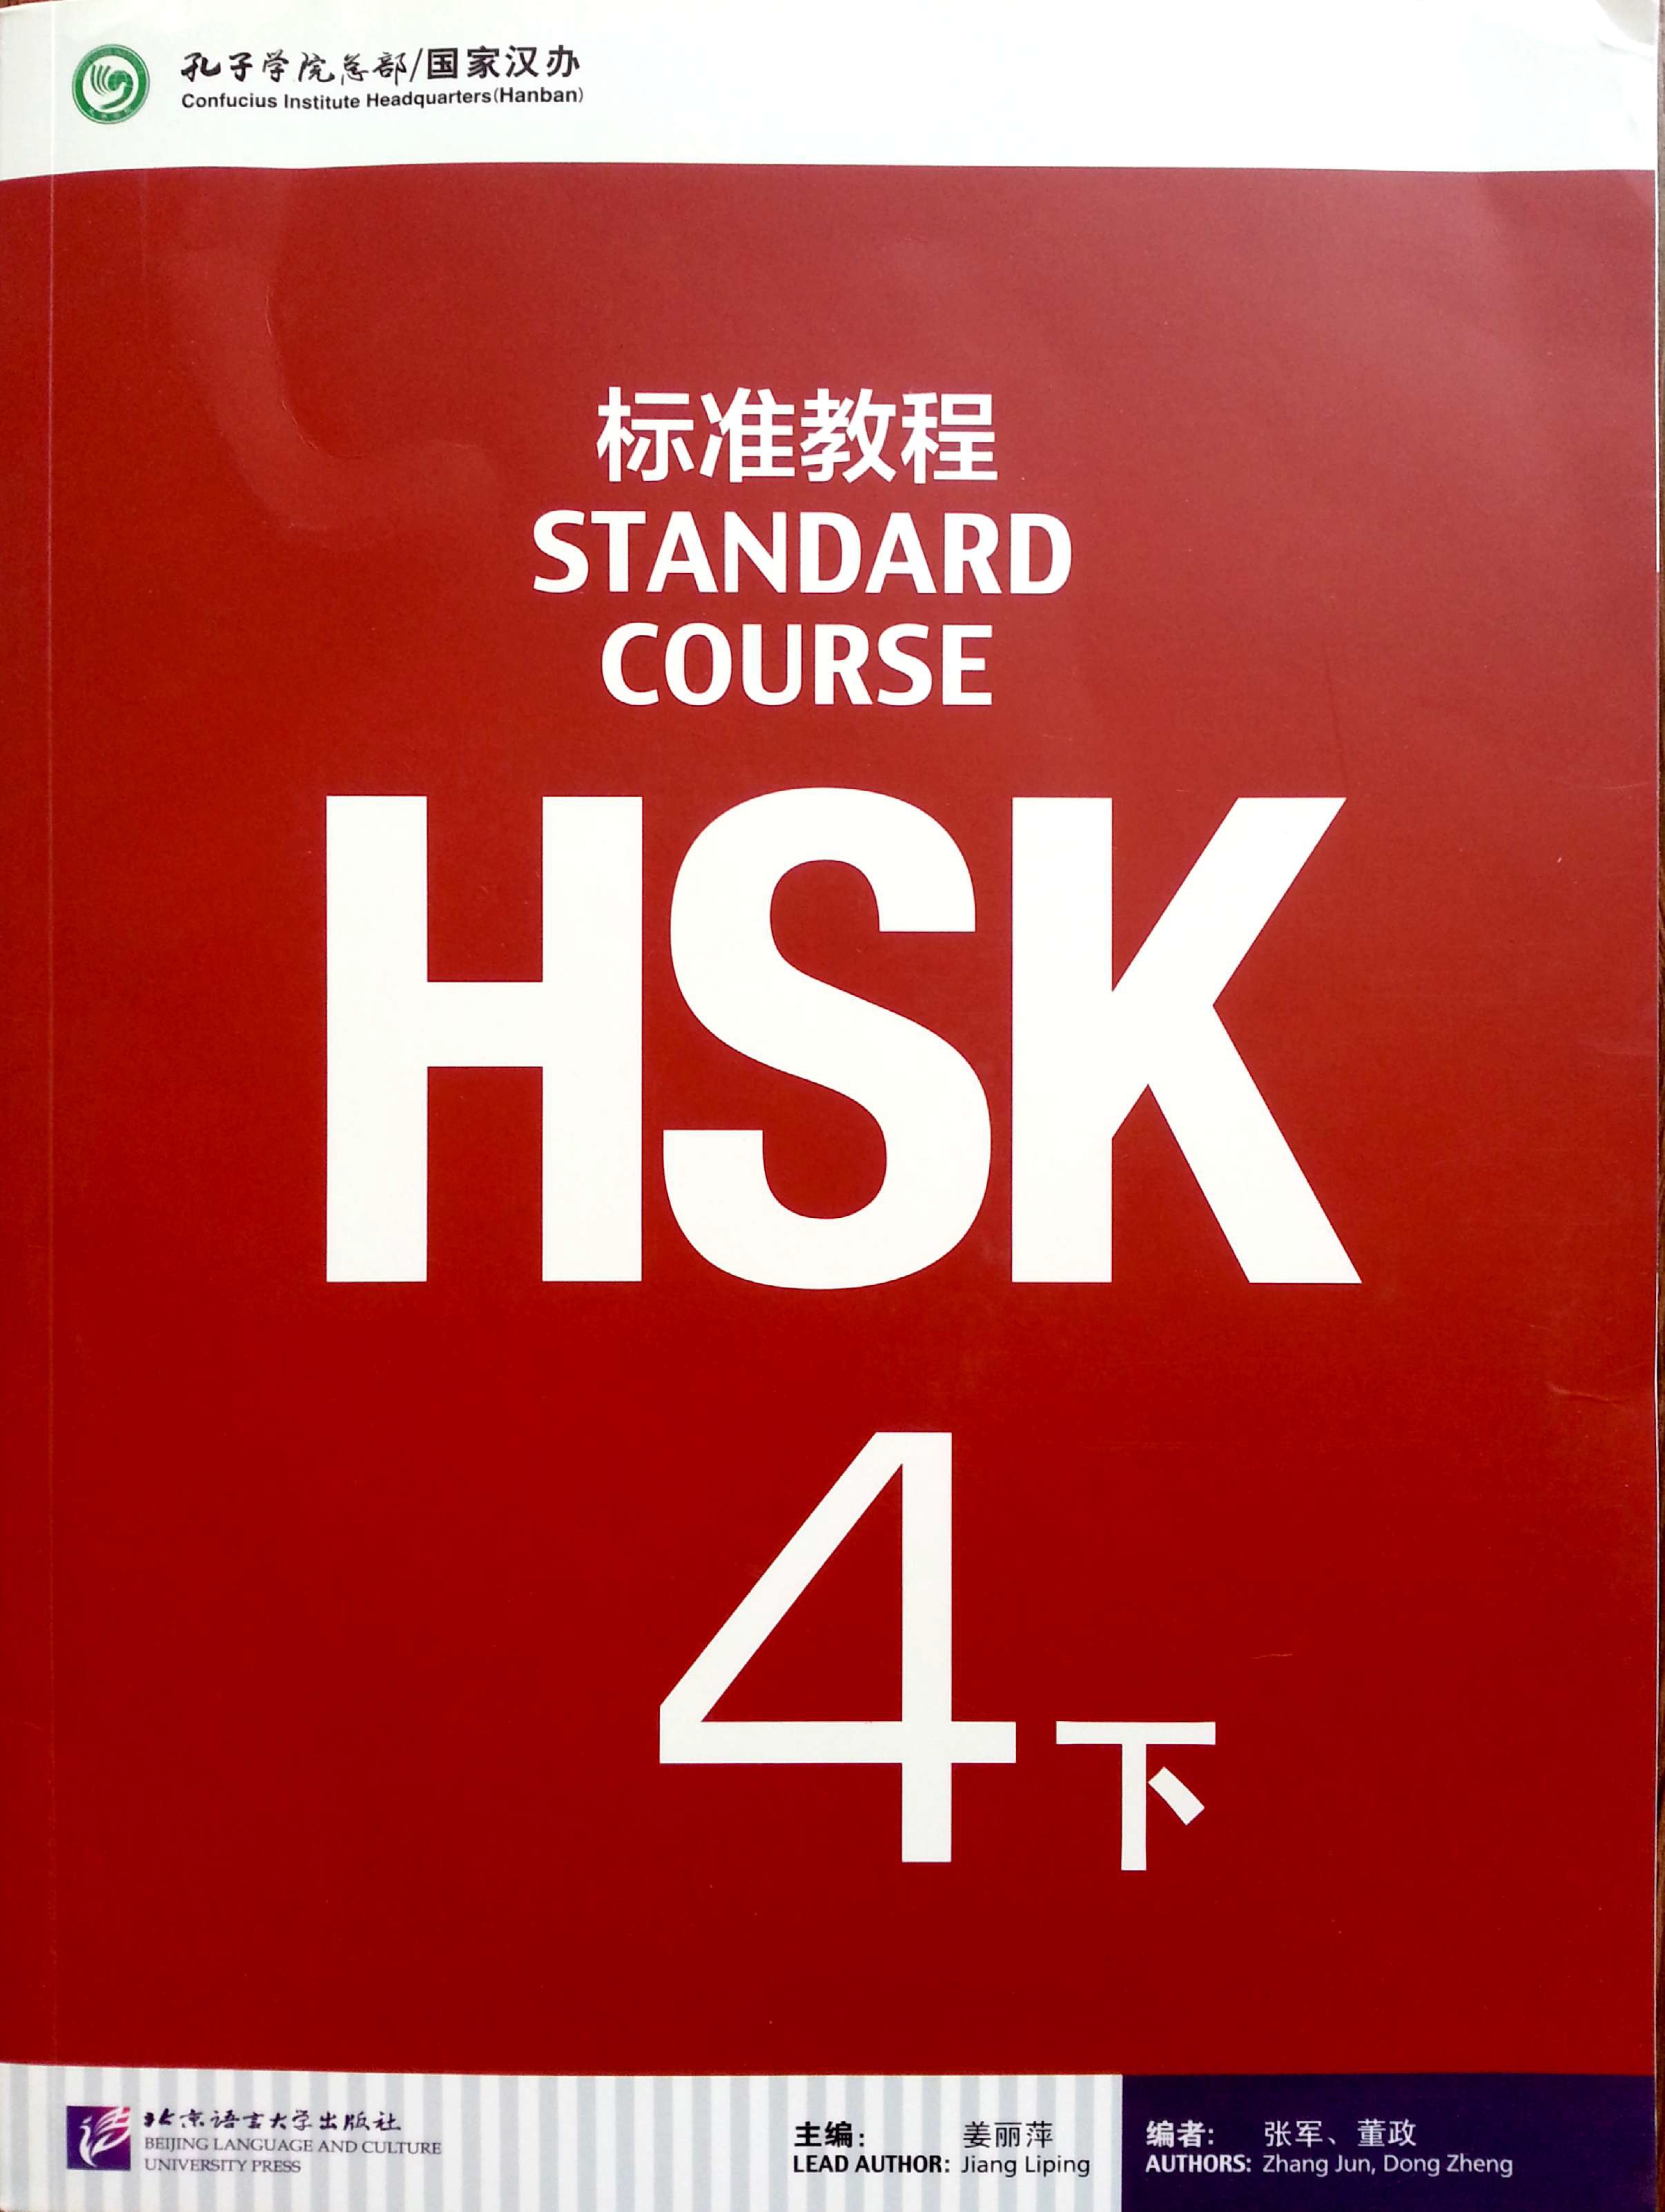 孔子学院总部/国家汉办
Confucius Institute Headquarters(Hanban)
标准教程
STANDARD
COURSE
HSK
4下
北京语言大学出版社
BEIJING LANGUAGE AND CULTURE
UNIVERSITY PRESS
主编: 姜丽萍
LEAD AUTHOR: Jiang Liping
编者: 张军、董政
AUTHORS: Zhang Jun, Dong Zheng